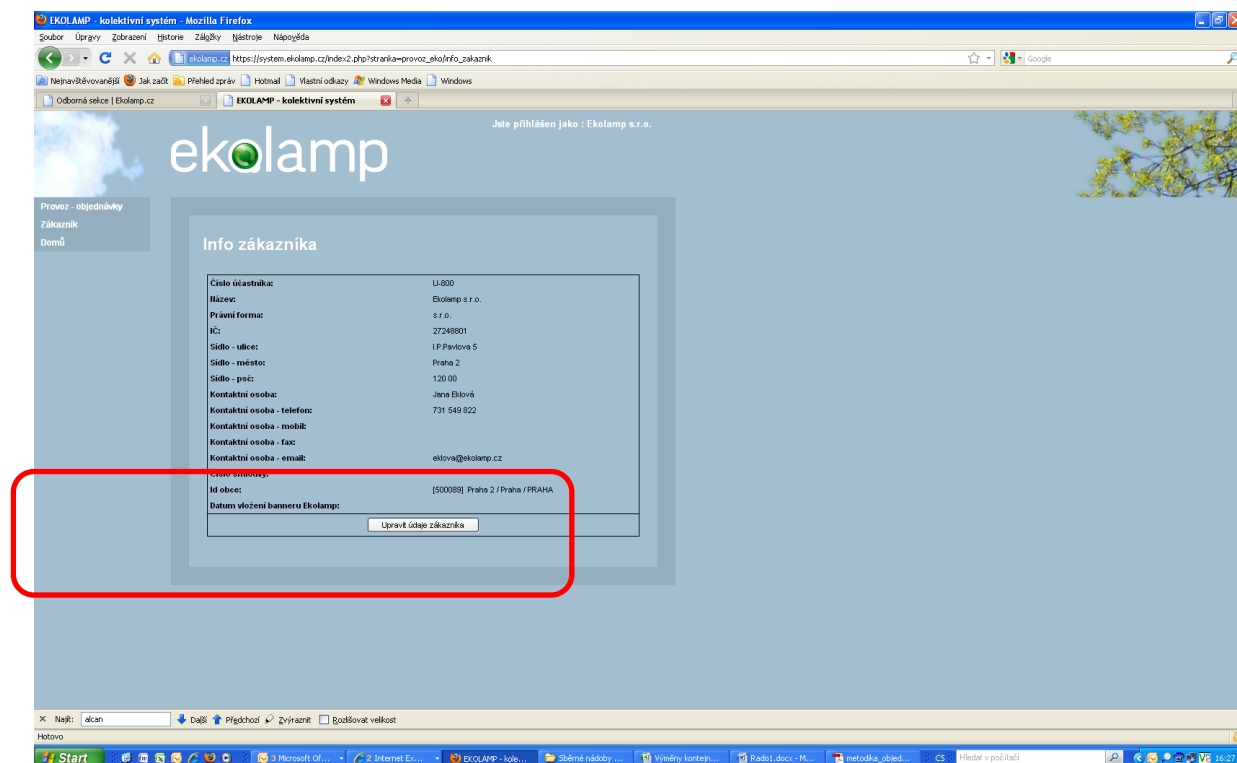 EKOLAMP - kolektivní systém - Mozilla Firefox
Soubor Úpravy Zobrazení Historie Záložky Nástroje Nápověda
ekolamp.cz https://system.ekolamp.cz/index2.php?stranka=provoz_eko/info_zakaznik Google
Nejnavštěvovanější Jak začít Přehled zpráv Hotmail Vlastní odkazy Windows Media Windows
Odborná sekce | Ekolamp.cz EKOLAMP - kolektivní systém
Jste přihlášen jako : Ekolamp s.r.o.
ekolamp
Provoz - objednávky
Zákazník
Domů
Info zákazníka
Číslo účastníka: U-800
Název: Ekolamp s.r.o.
Právní forma: s.r.o.
IČ: 27248801
Sídlo - ulice: I.P.Pavlova 5
Sídlo - město: Praha 2
Sídlo - psč: 120 00
Kontaktní osoba: Jana Eklová
Kontaktní osoba - telefon: 731 549 822
Kontaktní osoba - mobil:
Kontaktní osoba - fax:
Kontaktní osoba - email: eklova@ekolamp.cz
Číslo smlouvy:
Id obce: [500089] Praha 2 / Praha / PRAHA
Datum vložení banneru Ekolamp:
Upravit údaje zákazníka
Najít: alcan Další Předchozí Zvýraznit Rozlišovat velikost
Hotovo
Start 3 Microsoft Of... 2 Internet Ex... EKOLAMP - kole... Sběrné nádoby ... Výměny kontejn... Rado1.docx - M... metodika_objed... CS Hledat v počítači 16:27